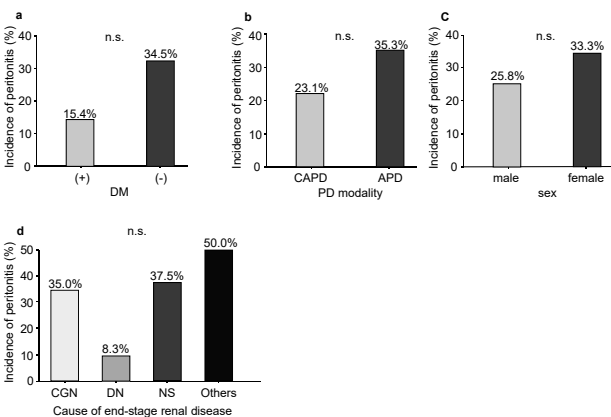 a
n.s.
Incidence of peritonitis (%)
40
30
20
10
0
15.4%
34.5%
(+)
(-)
DM
b
n.s.
Incidence of peritonitis (%)
40
30
20
10
0
23.1%
35.3%
CAPD
APD
PD modality
C
n.s.
Incidence of peritonitis (%)
40
30
20
10
0
25.8%
33.3%
male
female
sex
d
n.s.
Incidence of peritonitis (%)
50
40
30
20
10
0
35.0%
8.3%
37.5%
50.0%
CGN
DN
NS
Others
Cause of end-stage renal disease